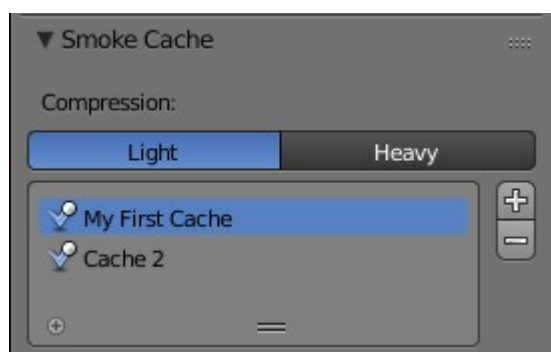 Smoke Cache
Compression:
Light Heavy
My First Cache
Cache 2